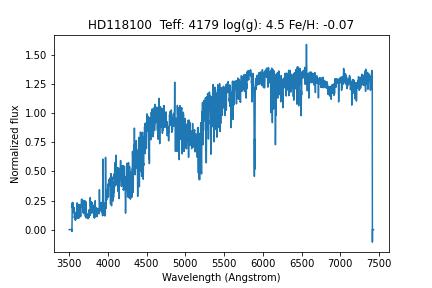 HD118100  Teff: 4179 log(g): 4.5 Fe/H: -0.07
Normalized flux
1.50
1.25
1.00
0.75
0.50
0.25
0.00
3500 4000 4500 5000 5500 6000 6500 7000 7500
Wavelength (Angstrom)